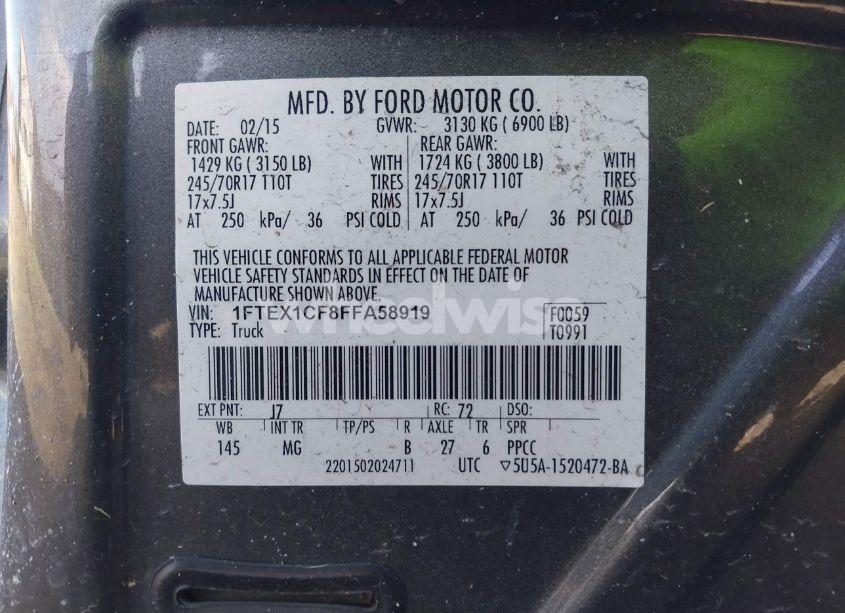 MFD. BY FORD MOTOR CO.
DATE: 02/15 GVWR: 3130 KG ( 6900 LB)
FRONT GAWR: REAR GAWR:
1429 KG ( 3150 LB) WITH 1724 KG ( 3800 LB) WITH
245/70R17 110T TIRES 245/70R17 110T TIRES
17x7.5J RIMS 17x7.5J RIMS
AT 250 kPa/ 36 PSI COLD AT 250 kPa/ 36 PSI COLD
THIS VEHICLE CONFORMS TO ALL APPLICABLE FEDERAL MOTOR
VEHICLE SAFETY STANDARDS IN EFFECT ON THE DATE OF
MANUFACTURE SHOWN ABOVE.
VIN: 1FTEX1CF8FFA58919 F0059
TYPE: Truck T0991
wheelwise
EXT PNT: J7 RC: 72 DSO:
WB INT TR TP/PS R AXLE TR SPR
145 MG B 27 6 PPCC
2201502024711 UTC ▽5U5A-1520472-BA